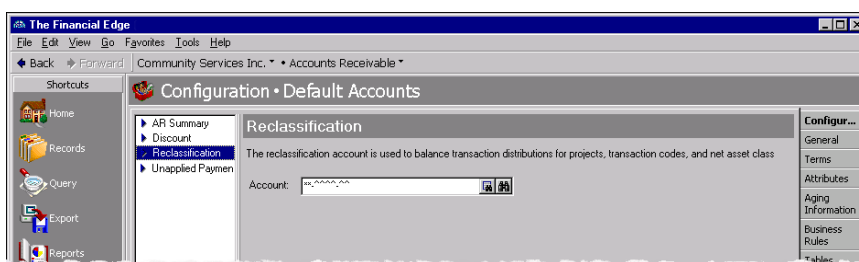 The Financial Edge
File Edit View Go Favorites Tools Help
Back Forward Community Services Inc. • Accounts Receivable
Shortcuts
Home
Records
Query
Export
Reports
Configuration • Default Accounts
AR Summary
Discount
Reclassification
Unapplied Paymen
Reclassification
The reclassification account is used to balance transaction distributions for projects, transaction codes, and net asset class
Account: **-^^^^-^^
Configur...
General
Terms
Attributes
Aging
Information
Business
Rules
Tables